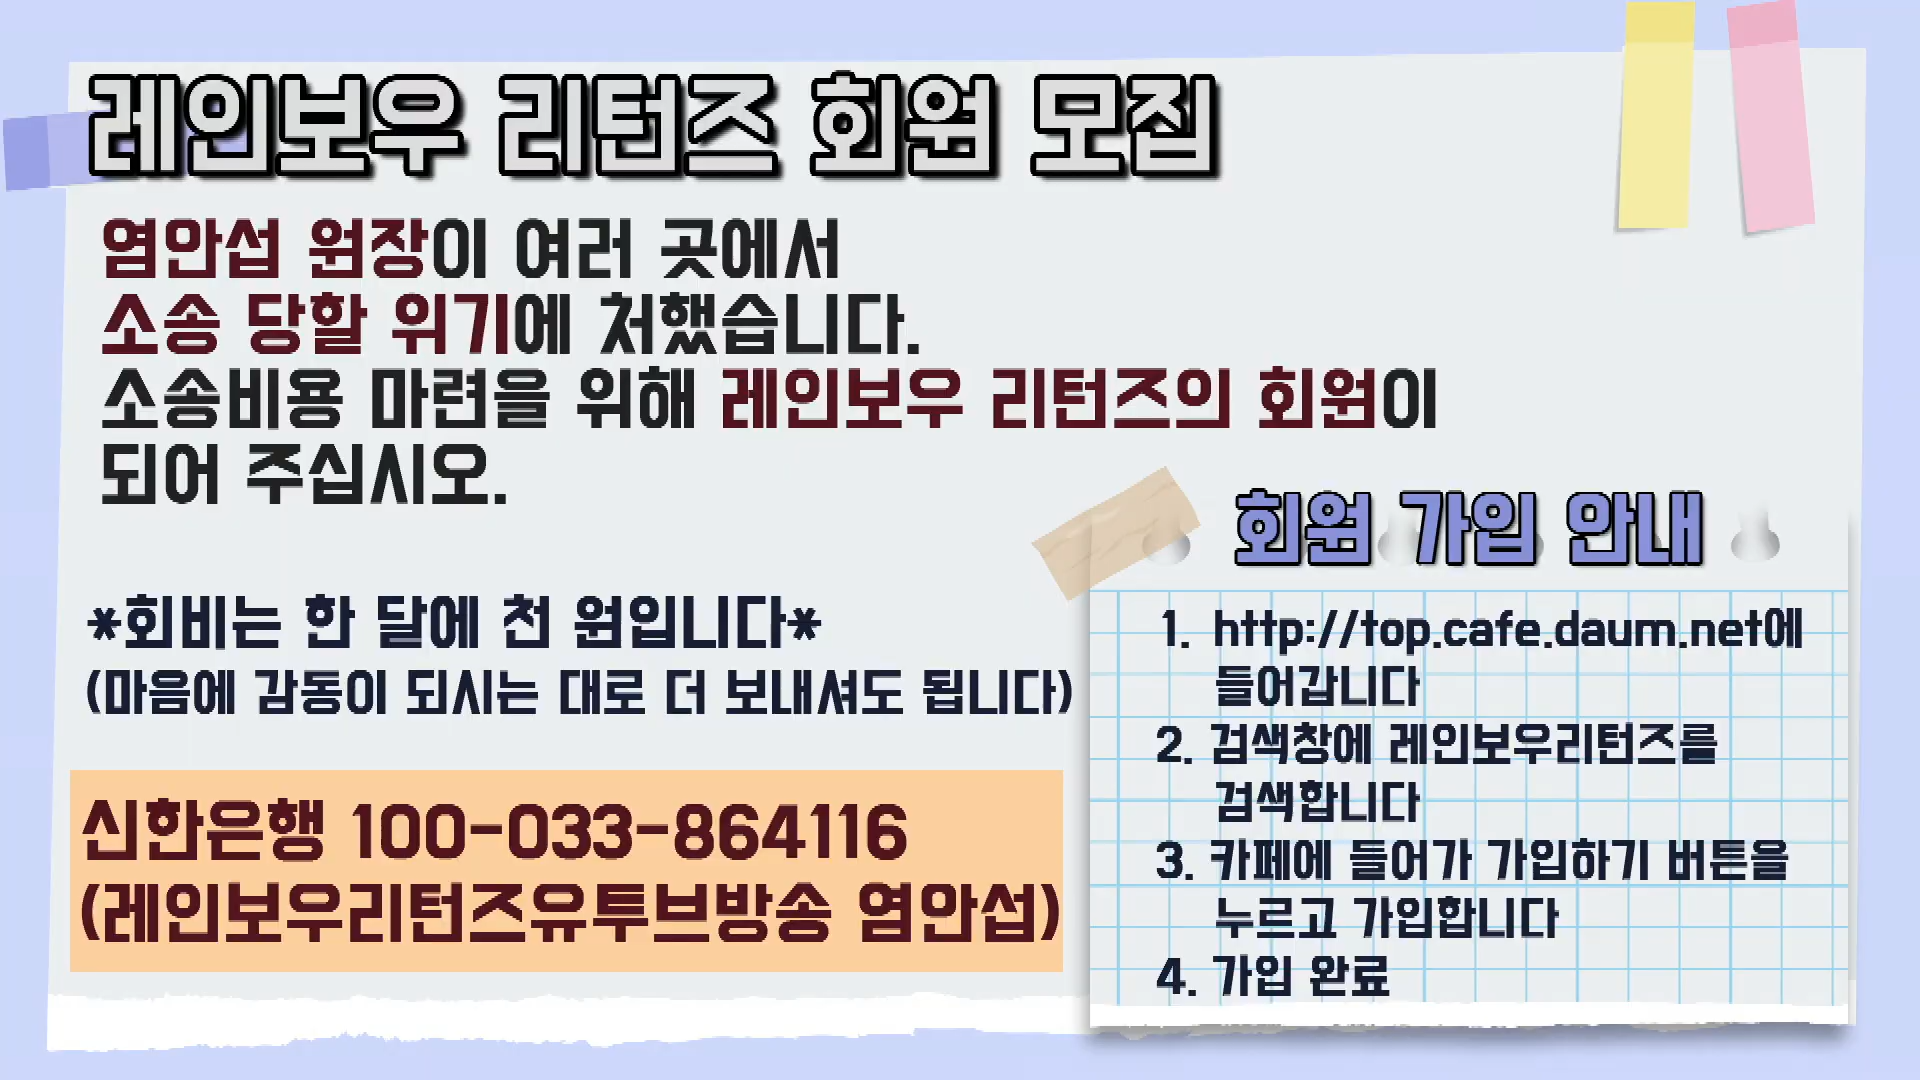 레인보우 리턴즈 회원 모집
염안섭 원장이 여러 곳에서
소송 당할 위기에 처했습니다.
소송비용 마련을 위해 레인보우 리턴즈의 회원이
되어 주십시오.
*회비는 한 달에 천 원입니다*
(마음에 감동이 되시는 대로 더 보내셔도 됩니다)
신한은행 100-033-864116
(레인보우리턴즈유투브방송 염안섭)
회원 가입 안내
1. http://top.cafe.daum.net에
들어갑니다
2. 검색창에 레인보우리턴즈를
검색합니다
3. 카페에 들어가 가입하기 버튼을
누르고 가입합니다
4. 가입 완료